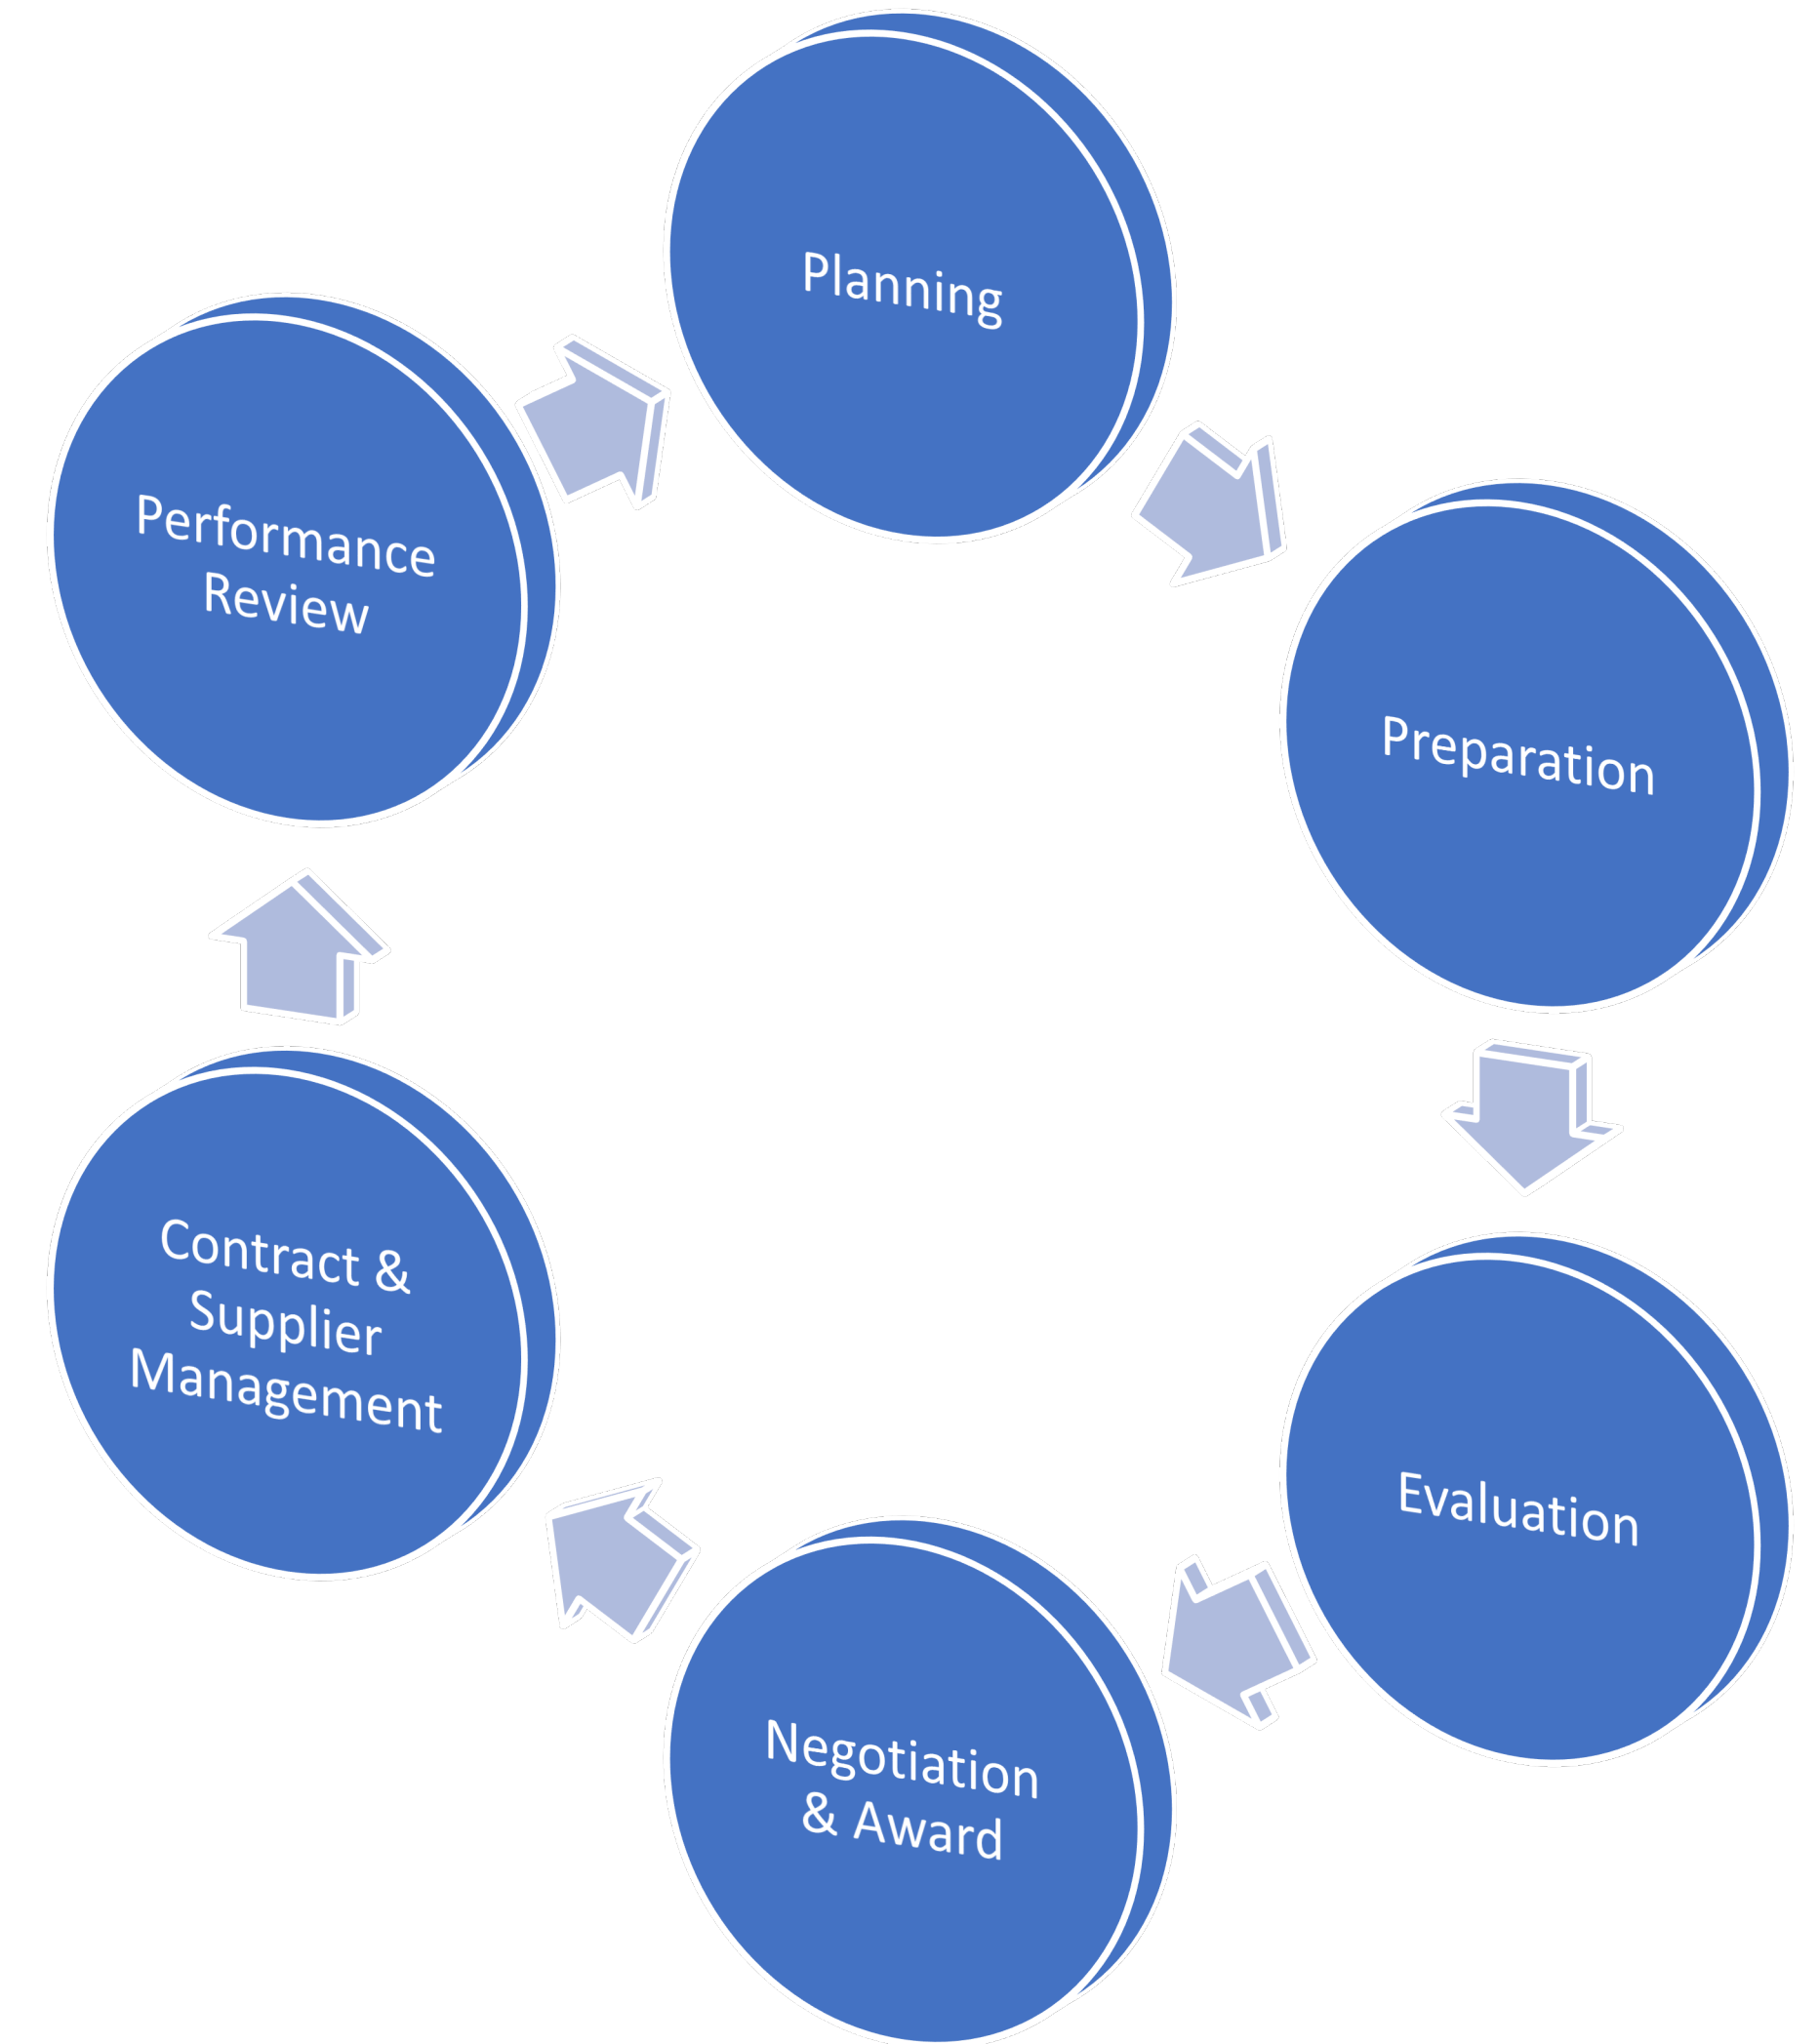 Planning
Preparation
Evaluation
Negotiation
& Award
Contract &
Supplier
Management
Performance
Review